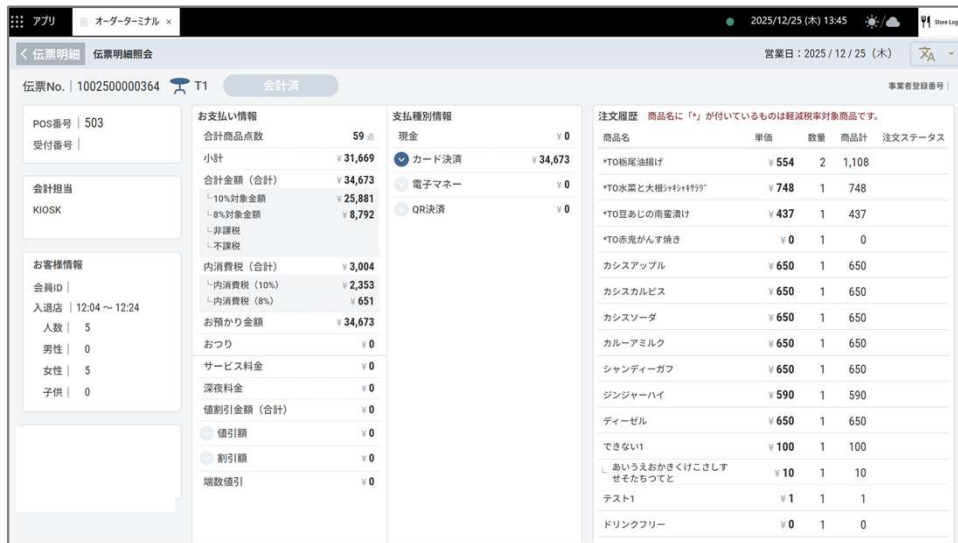 アプリ
オーダーターミナル ×
2025/12/25 (木) 13:45
Store Log
伝票明細
伝票明細照会
営業日：2025 / 12 / 25（木）
伝票No.｜1002500000364
T1
会計済
事業者登録番号｜
POS番号｜503
受付番号｜
会計担当
KIOSK
お客様情報
会員ID｜
入退店｜12:04 ～ 12:24
人数｜5
男性｜0
女性｜5
子供｜0
お支払い情報
合計商品点数 59 点
小計 ¥ 31,669
合計金額（合計） ¥ 34,673
└10%対象金額 ¥ 25,881
└8%対象金額 ¥ 8,792
└非課税
└不課税
内消費税（合計） ¥ 3,004
└内消費税（10%） ¥ 2,353
└内消費税（8%） ¥ 651
お預かり金額 ¥ 34,673
おつり ¥ 0
サービス料金 ¥ 0
深夜料金 ¥ 0
値割引金額（合計） ¥ 0
値引額 ¥ 0
割引額 ¥ 0
端数値引 ¥ 0
支払種別情報
現金 ¥ 0
カード決済 ¥ 34,673
電子マネー ¥ 0
QR決済 ¥ 0
注文履歴 商品名に「*」が付いているものは軽減税率対象商品です。
商品名 単価 数量 商品計 注文ステータス
*TO栃尾油揚げ ¥ 554 2 1,108
*TO水菜と大根ｼｬｷｼｬｷｻﾗﾀﾞ ¥ 748 1 748
*TO豆あじの南蛮漬け ¥ 437 1 437
*TO赤鬼がんす焼き ¥ 0 1 0
カシスアップル ¥ 650 1 650
カシスカルピス ¥ 650 1 650
カシスソーダ ¥ 650 1 650
カルーアミルク ¥ 650 1 650
シャンディーガフ ¥ 650 1 650
ジンジャーハイ ¥ 590 1 590
ディーゼル ¥ 650 1 650
できない1 ¥ 100 1 100
└ あいうえおかきくけこさしす
せそたちつてと ¥ 10 1 10
テスト1 ¥ 1 1 1
ドリンクフリー ¥ 0 1 0